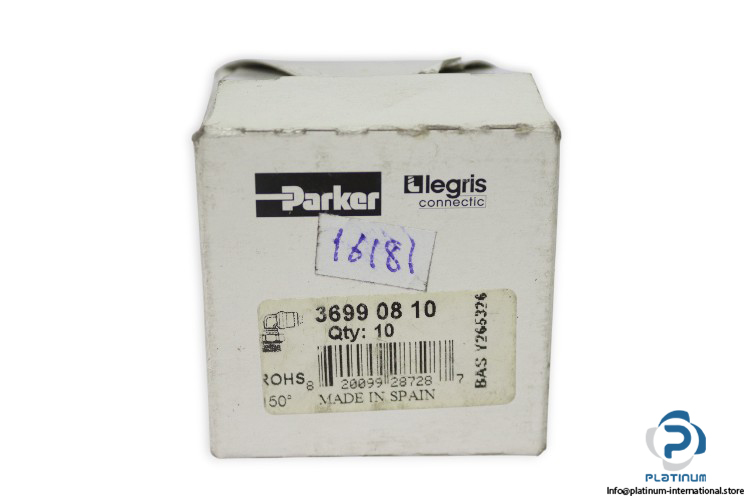 Parker
legris
connectic
16181
3699 08 10
Qty: 10
ROHS
8 20099 28728 7
150°
MADE IN SPAIN
BAS Y265326
PLATINUM
Info@platinum-international.store